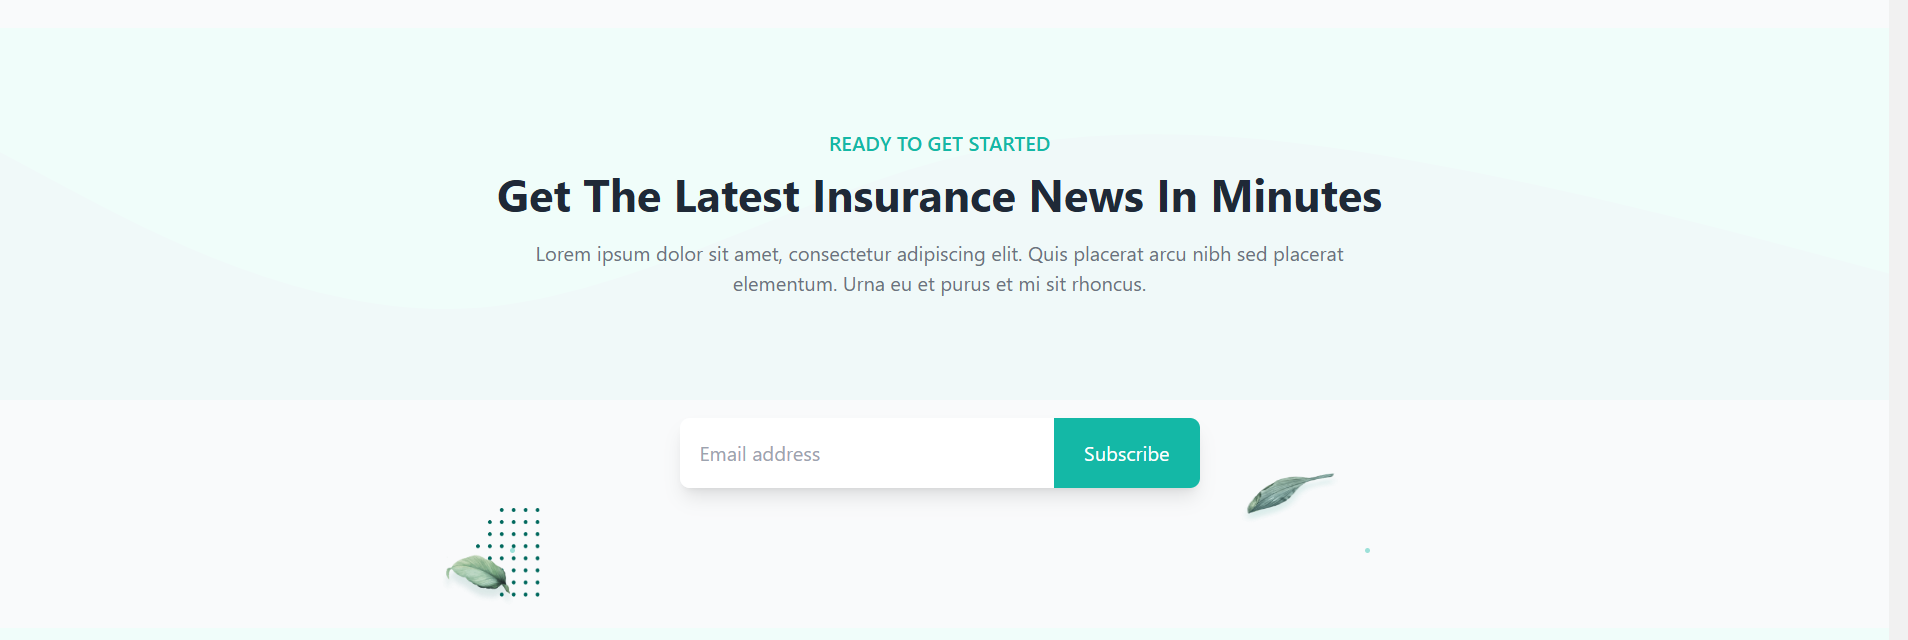 READY TO GET STARTED
Get The Latest Insurance News In Minutes
Lorem ipsum dolor sit amet, consectetur adipiscing elit. Quis placerat arcu nibh sed placerat
elementum. Urna eu et purus et mi sit rhoncus.
Email address
Subscribe